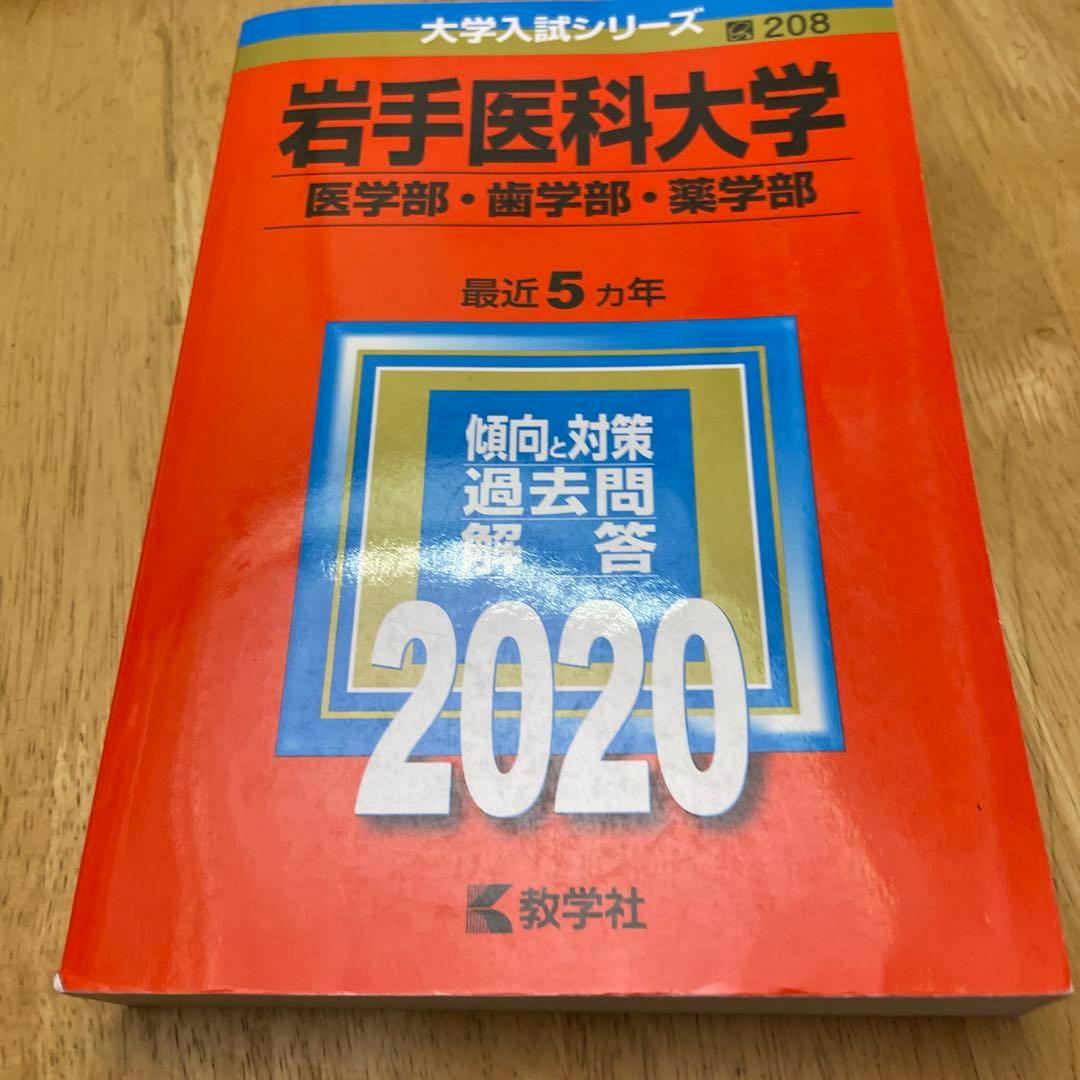 大学入試シリーズ 208
岩手医科大学
医学部・歯学部・薬学部
最近5カ年
傾向と対策
過去問
解答
2020
教学社